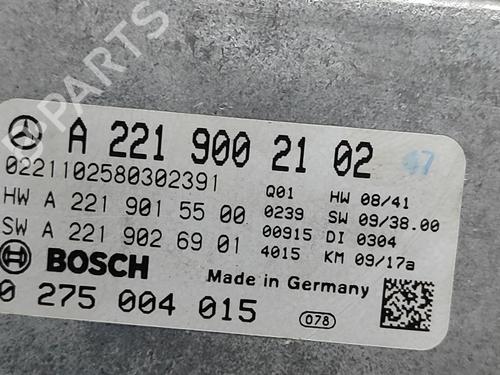 A 221 900 21 02 47
0221102580302391
Q01 HW 08/41
HW A 221 901 55 00 0239 SW 09/38.00
SW A 221 902 69 01 00915 DI 0304
4015 KM 09/17a
BOSCH Made in Germany
0 275 004 015 078
B-PARTS